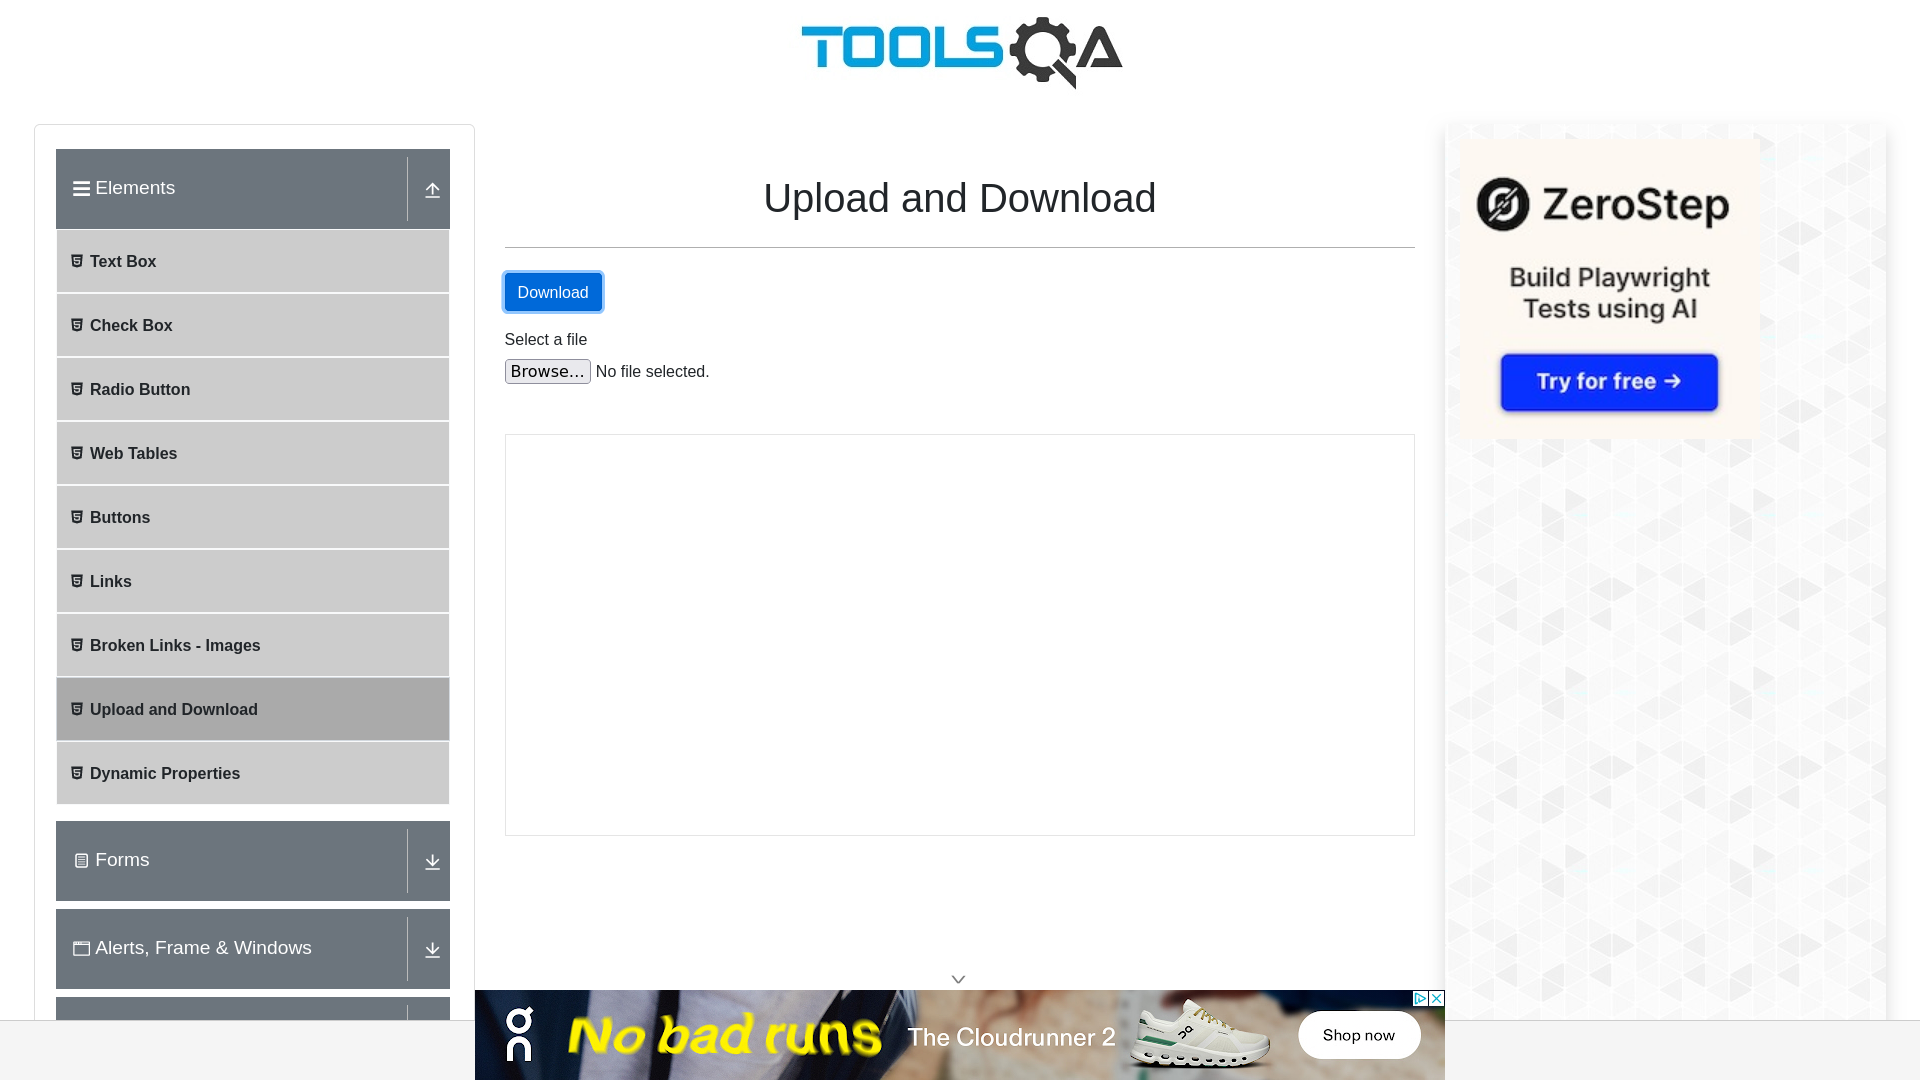 TOOLSQA
Elements
Text Box
Check Box
Radio Button
Web Tables
Buttons
Links
Broken Links - Images
Upload and Download
Dynamic Properties
Forms
Alerts, Frame & Windows
Upload and Download
Download
Select a file
Browse... No file selected.
ZeroStep
Build Playwright
Tests using AI
Try for free →
on No bad runs The Cloudrunner 2 Shop now